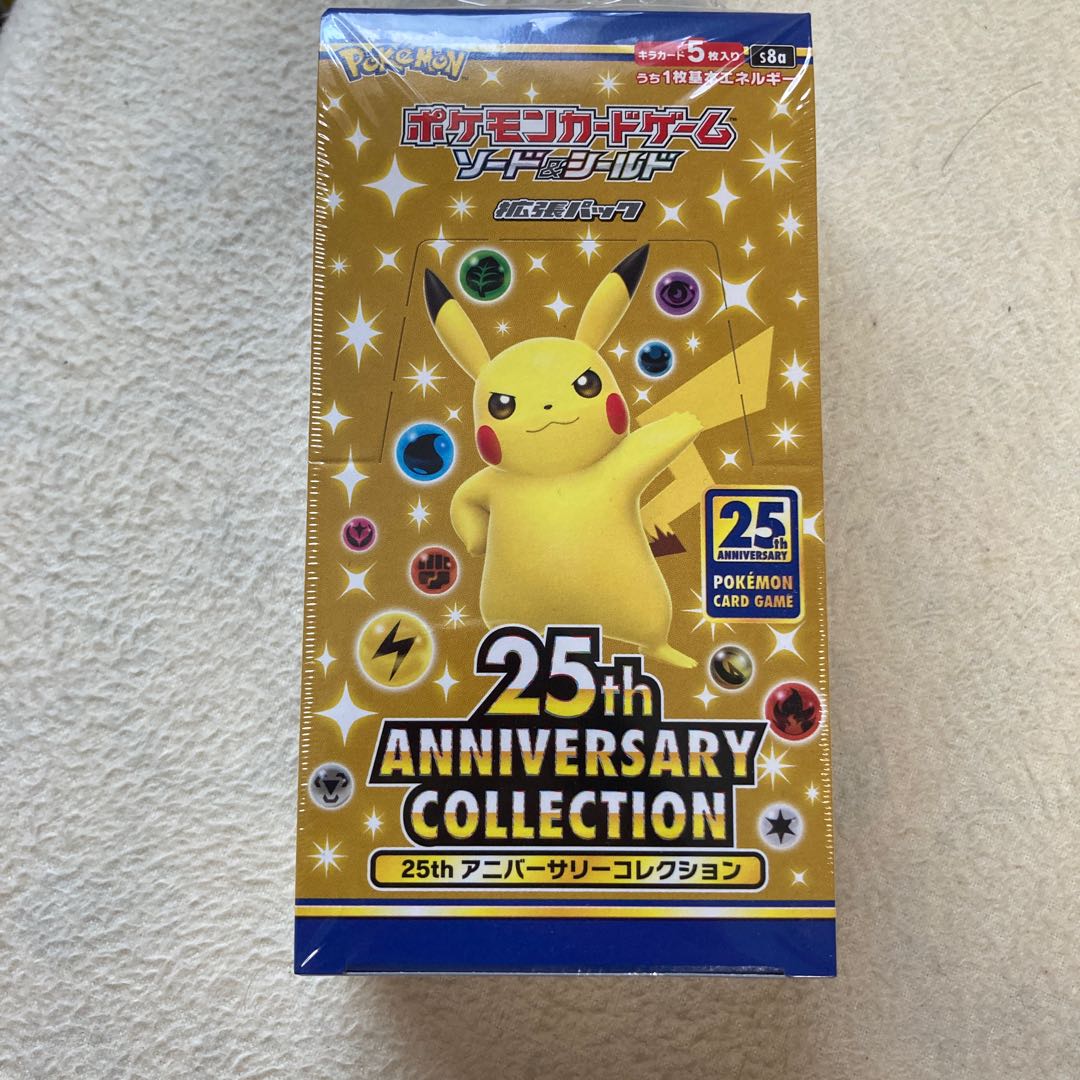 POKÉMON
キラカード5枚入り
s8a
うち1枚基本エネルギー
ポケモンカードゲーム
ソード&シールド
拡張パック
25th
ANNIVERSARY
POKÉMON
CARD GAME
25th
ANNIVERSARY
COLLECTION
25th アニバーサリーコレクション